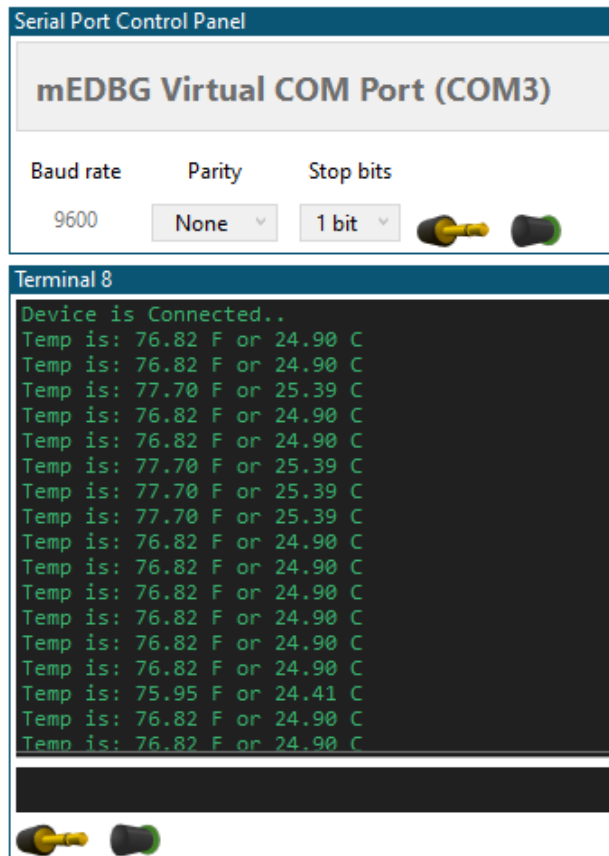 Serial Port Control Panel
mEDBG Virtual COM Port (COM3)
Baud rate Parity Stop bits
9600 None 1 bit
Terminal 8
Device is Connected..
Temp is: 76.82 F or 24.90 C
Temp is: 76.82 F or 24.90 C
Temp is: 77.70 F or 25.39 C
Temp is: 76.82 F or 24.90 C
Temp is: 76.82 F or 24.90 C
Temp is: 77.70 F or 25.39 C
Temp is: 77.70 F or 25.39 C
Temp is: 77.70 F or 25.39 C
Temp is: 76.82 F or 24.90 C
Temp is: 76.82 F or 24.90 C
Temp is: 76.82 F or 24.90 C
Temp is: 76.82 F or 24.90 C
Temp is: 76.82 F or 24.90 C
Temp is: 76.82 F or 24.90 C
Temp is: 75.95 F or 24.41 C
Temp is: 76.82 F or 24.90 C
Temp is: 76.82 F or 24.90 C